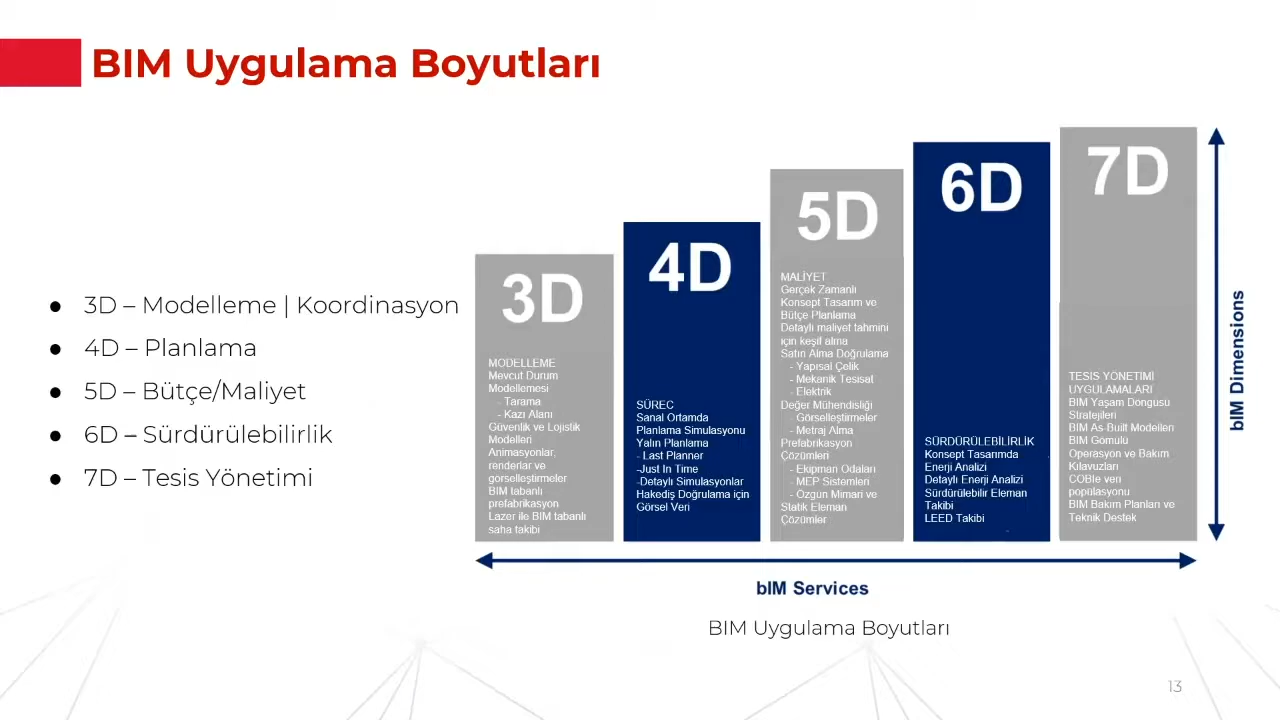 BIM Uygulama Boyutları
● 3D – Modelleme | Koordinasyon
● 4D – Planlama
● 5D – Bütçe/Maliyet
● 6D – Sürdürülebilirlik
● 7D – Tesis Yönetimi
3D
MODELLEME
Mevcut Durum
Modellemesi
- Tarama
- Kazı Alanı
Güvenlik ve Lojistik
Modelleri
Animasyonlar,
renderlar ve
gorselleştirmeler
BIM tabanlı
prefabrikasyon
Lazer ile BIM tabanlı
saha takibi
4D
SÜREC
Sanal Ortamda
Planlama Simulasyonu
Yalın Planlama
- Last Planner
-Just In Time
-Detaylı Simulasyonlar
Hakediş Doğrulama için
Görsel Veri
5D
MALİYET
Gerçek Zamanlı
Konsept Tasarım ve
Bütçe Planlama
Detaylı maliyet tahmini
için keşif alma
Satın Alma Doğrulama
- Yapısal Çelik
- Mekanik Tesisat
- Elektrik
Değer Mühendisliği
- Görselleştirmeler
- Metraj Alma
Prefabrikasyon
Çözümleri
- Ekipman Odaları
- MEP Sistemleri
- Özgün Mimari ve
Statik Eleman
Çözümler
6D
SÜRDÜRÜLEBİLİRLİK
Konsept Tasarımda
Enerji Analizi
Detaylı Enerji Analizi
Sürdürülebilir Eleman
Takibi
LEED Takibi
7D
TESIS YÖNETİMİ
UYGULAMALARI
BIM Yaşam Döngüsü
Stratejileri
BIM As-Built Modelleri
BIM Gömülü
Operasyon ve Bakım
Kılavuzları
COBIe veri
popülasyonu
BIM Bakım Planları ve
Teknik Destek
bIM Dimensions
bIM Services
BIM Uygulama Boyutları
13